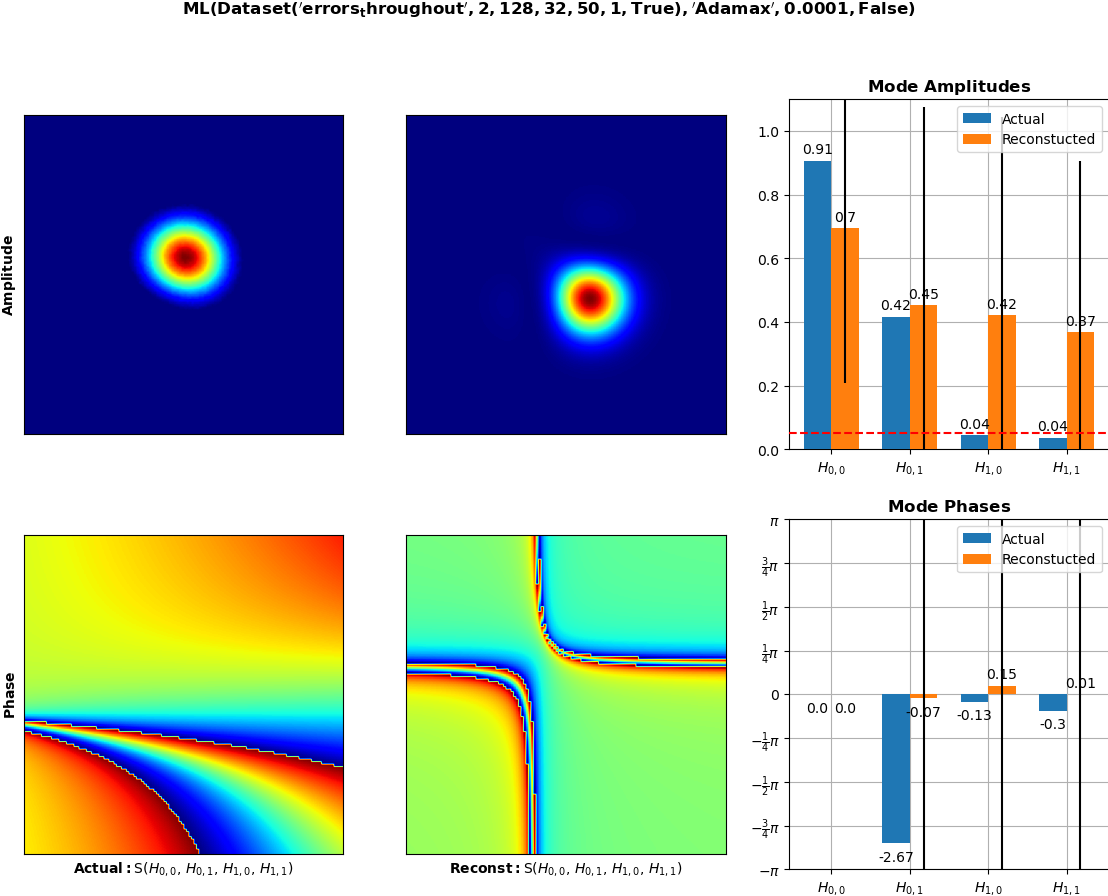 ML(Dataset('errors_throughout', 2, 128, 32, 50, 1, True), 'Adamax', 0.0001, False)
Amplitude
Mode Amplitudes
Actual
Reconstucted
1.0
0.8
0.6
0.4
0.2
0.0
0.91
0.7
0.42
0.45
0.04
0.42
0.04
0.37
H0,0
H0,1
H1,0
H1,1
Phase
Actual: S(H0,0, H0,1, H1,0, H1,1)
Reconst: S(H0,0, H0,1, H1,0, H1,1)
Mode Phases
Actual
Reconstucted
π
3/4π
1/2π
1/4π
0
−1/4π
−1/2π
−3/4π
−π
0.0
0.0
-2.67
-0.07
-0.13
0.15
-0.3
0.01
H0,0
H0,1
H1,0
H1,1